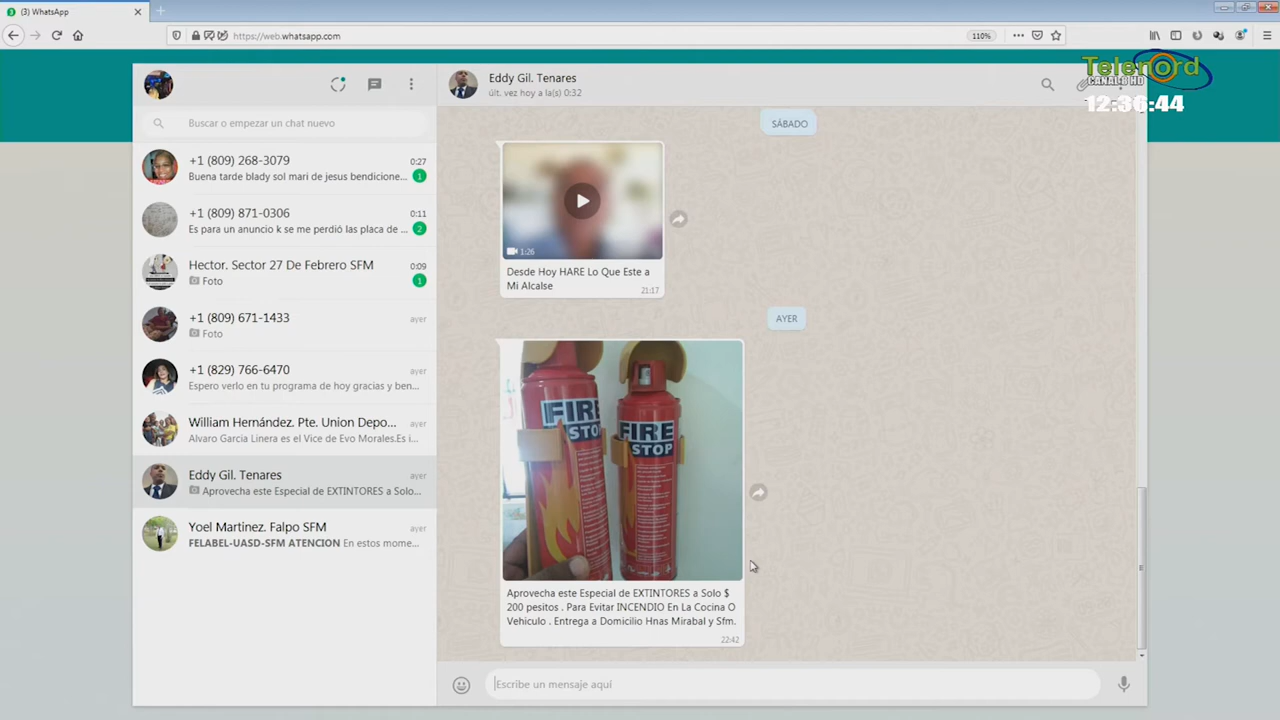 (3) WhatsApp
https://web.whatsapp.com
110%
Telenord
CANAL 8 HD
12:36:44
Buscar o empezar un chat nuevo
+1 (809) 268-3079
0:27
Buena tarde blady sol mari de jesus bendicione...
1
+1 (809) 871-0306
0:11
Es para un anuncio k se me perdió las placa de ...
2
Hector. Sector 27 De Febrero SFM
0:09
Foto
1
+1 (809) 671-1433
ayer
Foto
+1 (829) 766-6470
ayer
Espero verlo en tu programa de hoy gracias y ben...
William Hernández. Pte. Union Depo...
ayer
Alvaro Garcia Linera es el Vice de Evo Morales.Es i...
Eddy Gil. Tenares
ayer
Aprovecha este Especial de EXTINTORES a Solo...
Yoel Martinez. Falpo SFM
ayer
FELABEL-UASD-SFM ATENCION En estos mome...
Eddy Gil. Tenares
últ. vez hoy a la(s) 0:32
SÁBADO
1:26
Desde Hoy HARE Lo Que Este a
Mi Alcalse
21:17
AYER
FIRE
STOP
FIRE
STOP
Aprovecha este Especial de EXTINTORES a Solo $
200 pesitos . Para Evitar INCENDIO En La Cocina O
Vehiculo . Entrega a Domicilio Hnas Mirabal y Sfm.
22:42
Escribe un mensaje aquí